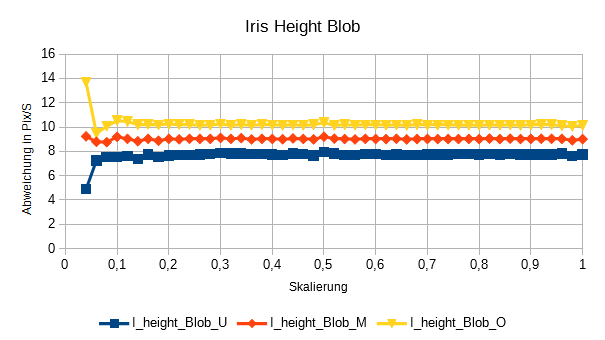 Iris Height Blob
Abweichung in Pix/S
16
14
12
10
8
6
4
2
0
0 0,1 0,2 0,3 0,4 0,5 0,6 0,7 0,8 0,9 1
Skalierung
I_height_Blob_U I_height_Blob_M I_height_Blob_O